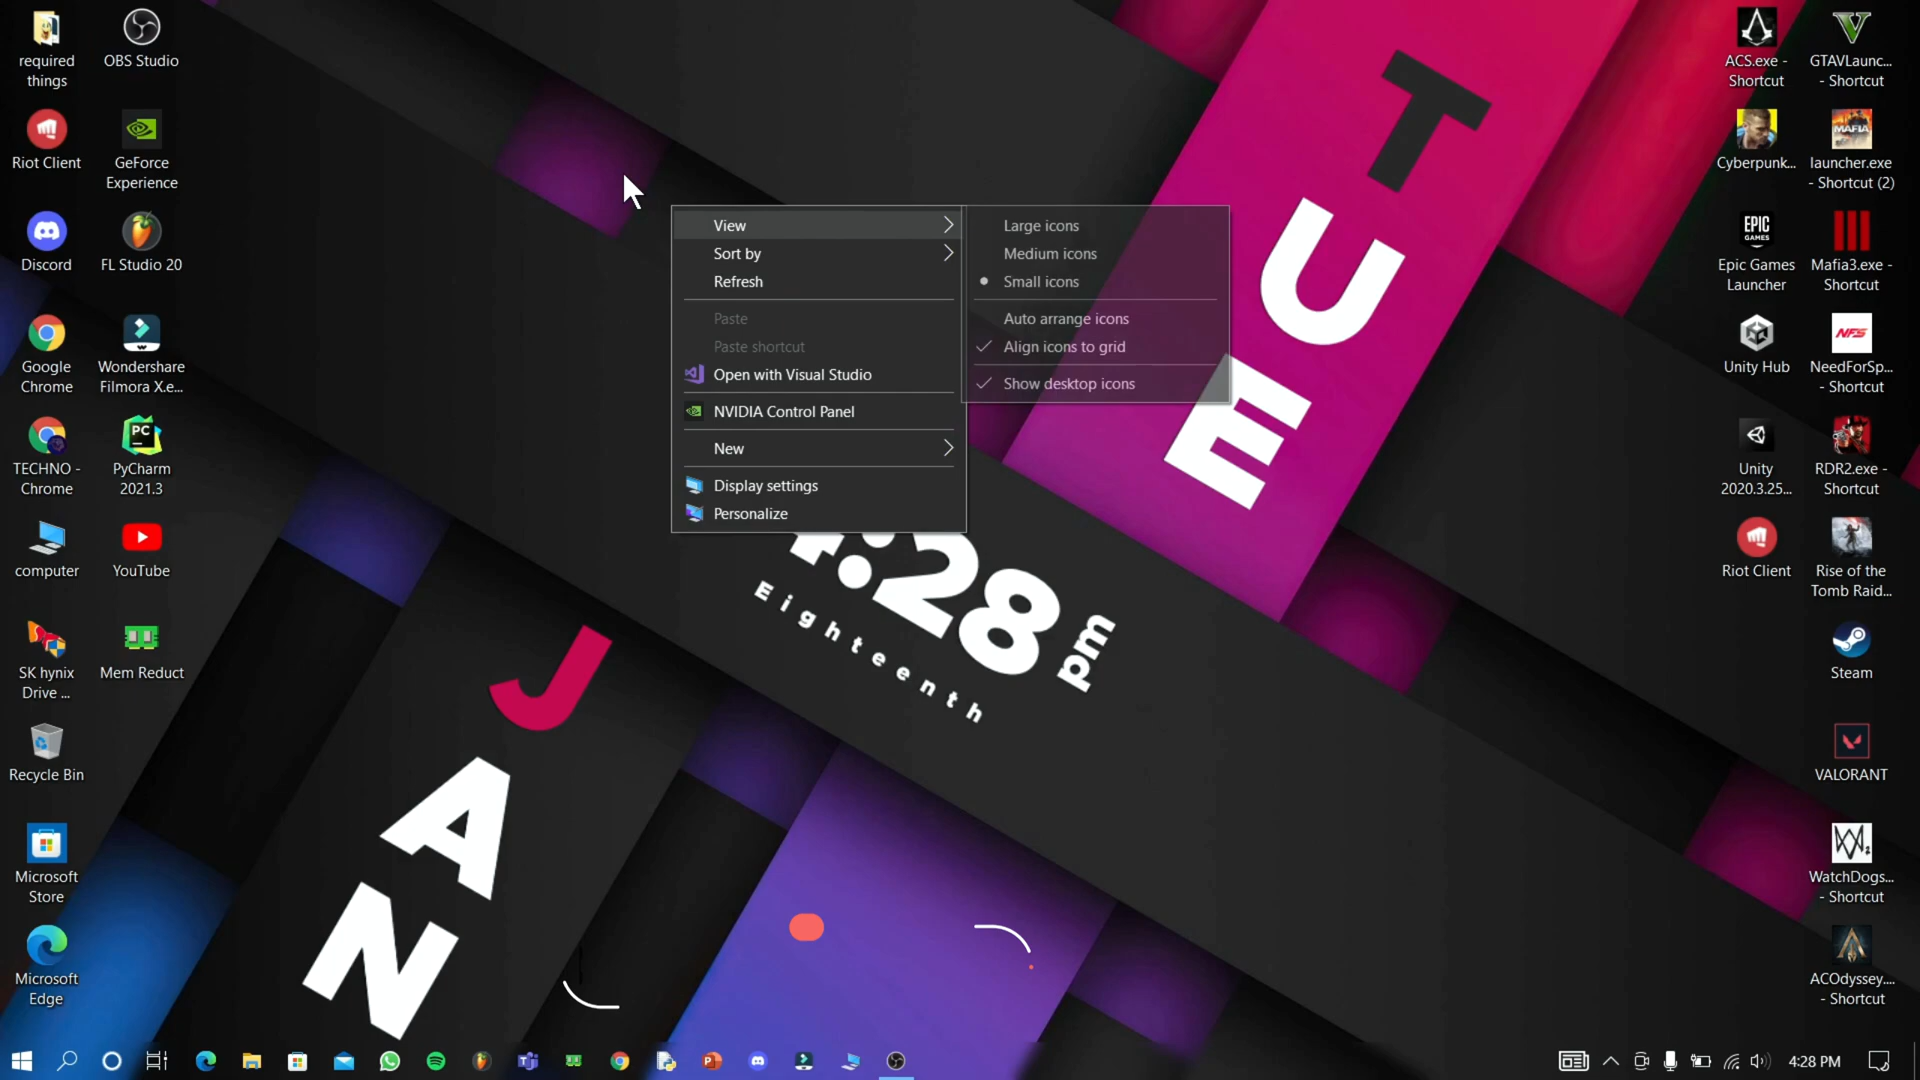 required
things
OBS Studio
Riot Client
GeForce
Experience
Discord
FL Studio 20
Google
Chrome
Wondershare
Filmora X.e...
TECHNO -
Chrome
PyCharm
2021.3
computer
YouTube
SK hynix
Drive ...
Mem Reduct
Recycle Bin
Microsoft
Store
Microsoft
Edge
View
Sort by
Refresh
Paste
Paste shortcut
Open with Visual Studio
NVIDIA Control Panel
New
Display settings
Personalize
Large icons
Medium icons
Small icons
Auto arrange icons
Align icons to grid
Show desktop icons
TUE
4:28 pm
Eighteenth
JAN
ACS.exe -
Shortcut
GTAVLaunc...
- Shortcut
Cyberpunk...
MAFIA
launcher.exe
- Shortcut (2)
EPIC
GAMES
Epic Games
Launcher
Mafia3.exe -
Shortcut
Unity Hub
NFS
NeedForSp...
- Shortcut
PC
Unity
2020.3.25...
RDR2.exe -
Shortcut
Riot Client
Rise of the
Tomb Raid...
Steam
VALORANT
WatchDogs...
- Shortcut
ACOdyssey....
- Shortcut
4:28 PM